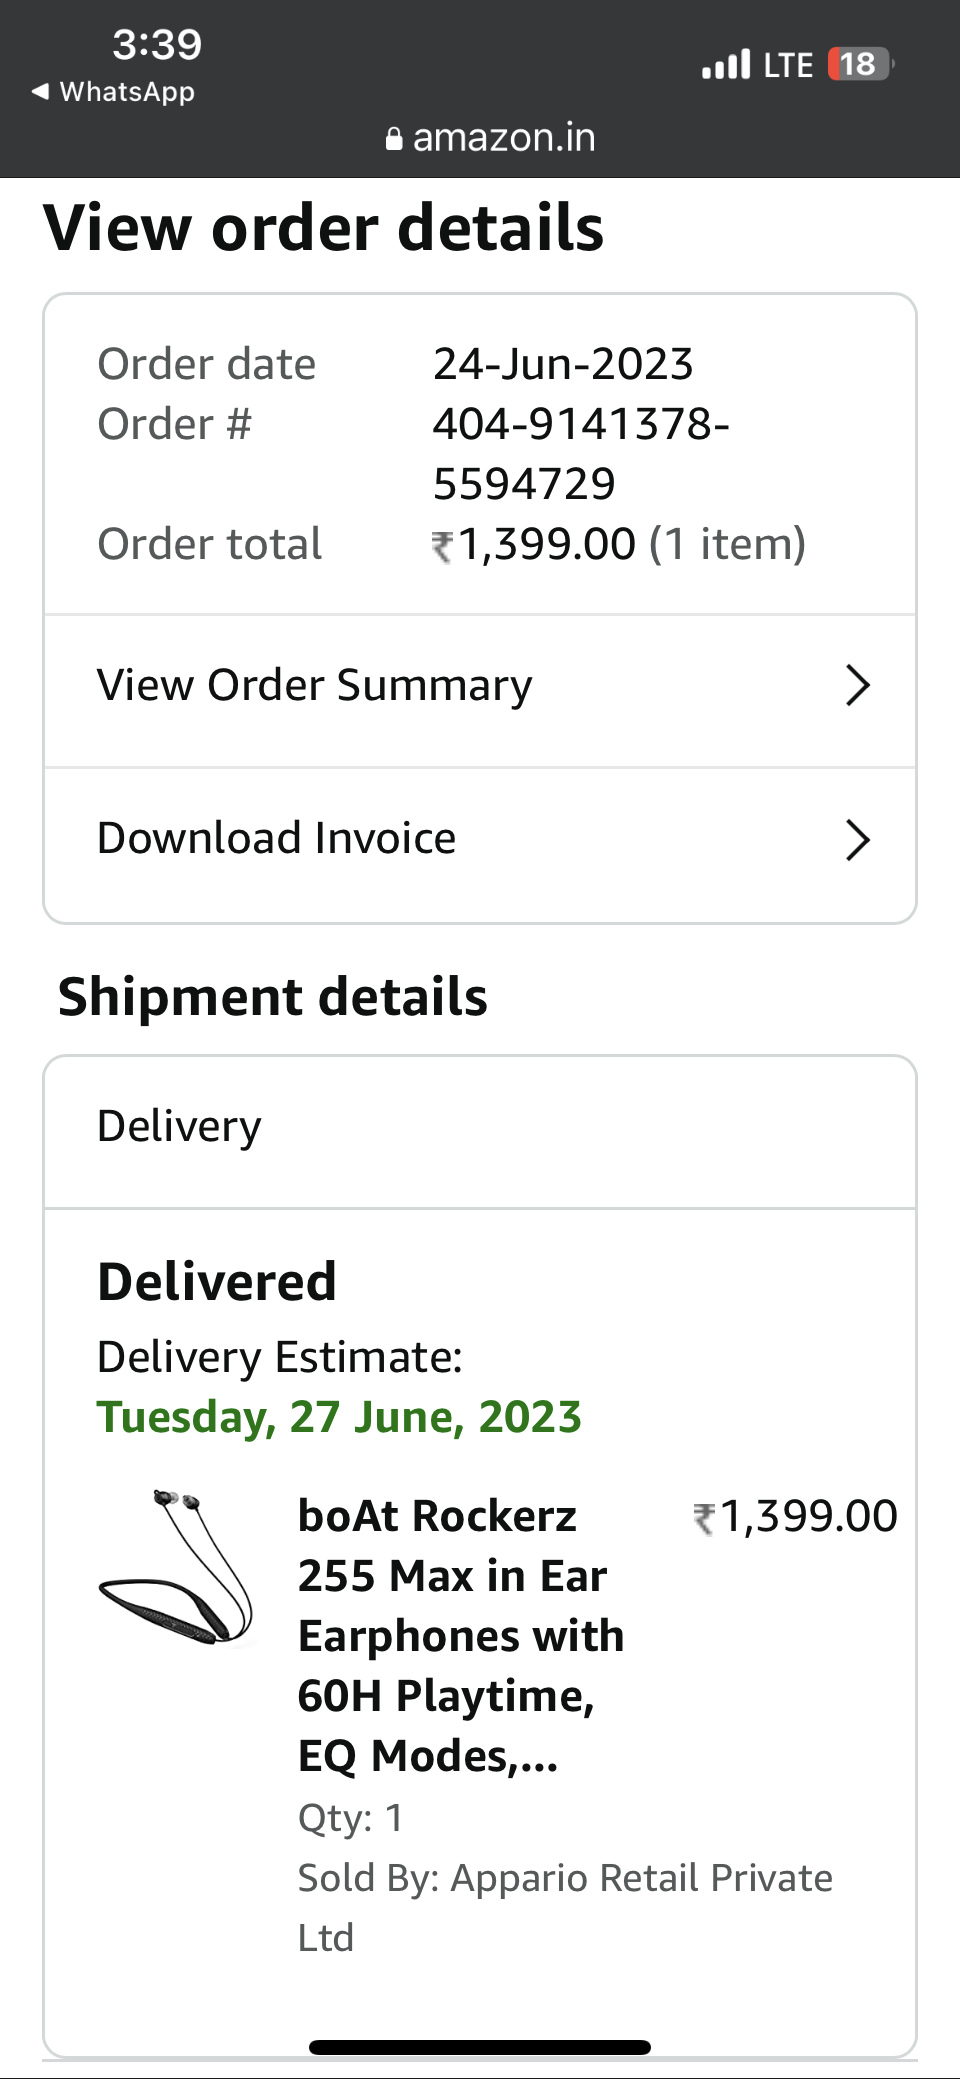 3:39
LTE 18
◀ WhatsApp
amazon.in
View order details
Order date 24-Jun-2023
Order # 404-9141378-
5594729
Order total ₹1,399.00 (1 item)
View Order Summary
Download Invoice
Shipment details
Delivery
Delivered
Delivery Estimate:
Tuesday, 27 June, 2023
boAt Rockerz ₹1,399.00
255 Max in Ear
Earphones with
60H Playtime,
EQ Modes,...
Qty: 1
Sold By: Appario Retail Private
Ltd